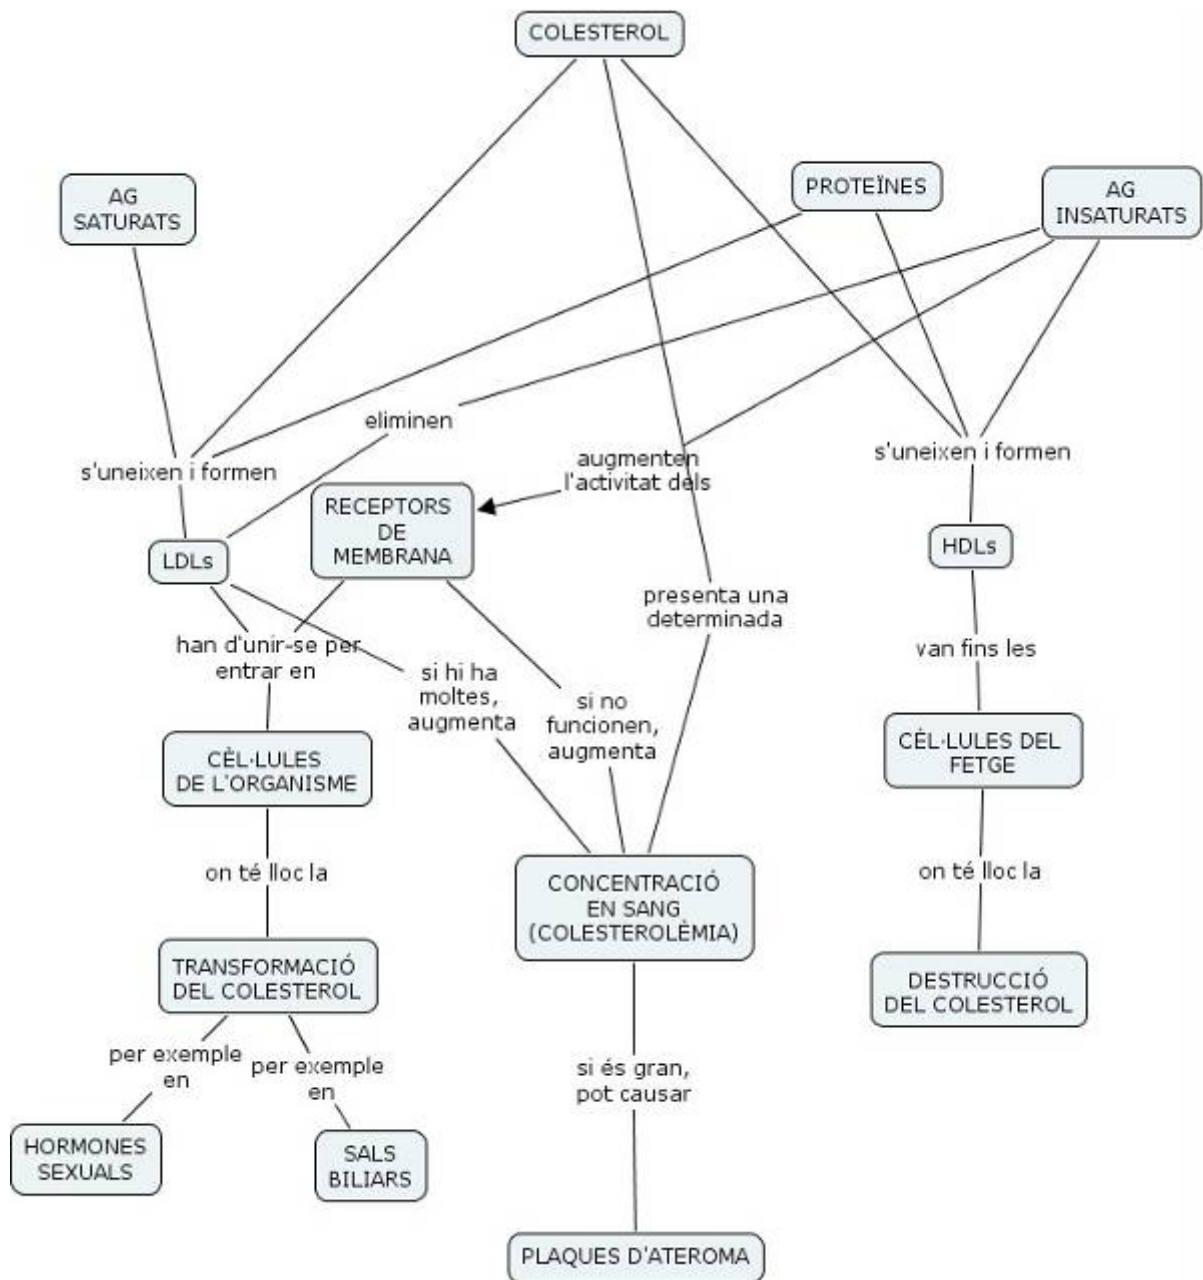 COLESTEROL
AG
SATURATS
PROTEÏNES
AG
INSATURATS
eliminen
s'uneixen i formen
augmenten
l'activitat dels
s'uneixen i formen
RECEPTORS
DE
MEMBRANA
LDLs
HDLs
presenta una
determinada
han d'unir-se per
entrar en
si hi ha
moltes,
augmenta
si no
funcionen,
augmenta
van fins les
CÈL·LULES
DE L'ORGANISME
CÈL·LULES DEL
FETGE
on té lloc la
CONCENTRACIÓ
EN SANG
(COLESTEROLÈMIA)
on té lloc la
TRANSFORMACIÓ
DEL COLESTEROL
DESTRUCCIÓ
DEL COLESTEROL
per exemple
en
per exemple
en
si és gran,
pot causar
HORMONES
SEXUALS
SALS
BILIARS
PLAQUES D'ATEROMA